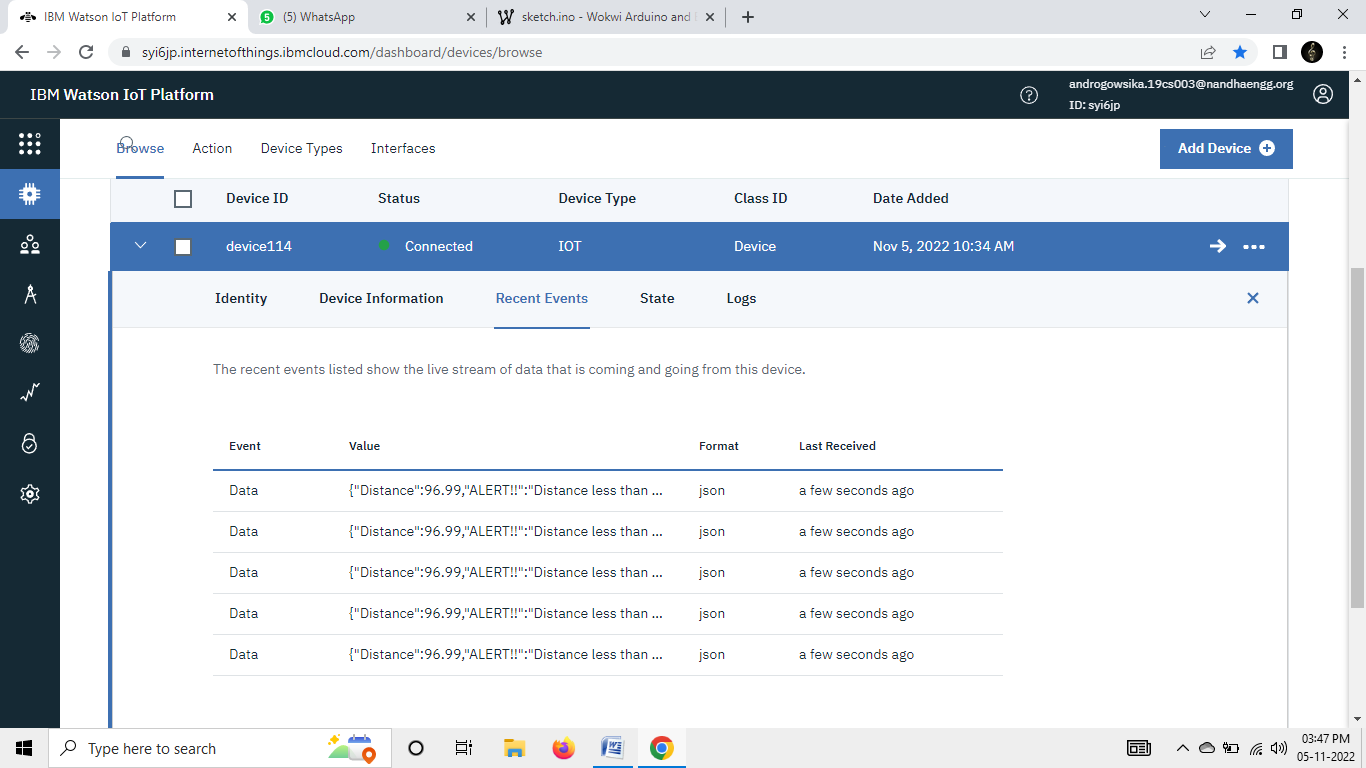 IBM Watson IoT Platform
(5) WhatsApp
sketch.ino - Wokwi Arduino and
syi6jp.internetofthings.ibmcloud.com/dashboard/devices/browse
IBM Watson IoT Platform
androgowsika.19cs003@nandhaengg.org
ID: syi6jp
Browse Action Device Types Interfaces
Add Device
Device ID Status Device Type Class ID Date Added
device114 Connected IOT Device Nov 5, 2022 10:34 AM
Identity Device Information Recent Events State Logs
The recent events listed show the live stream of data that is coming and going from this device.
Event Value Format Last Received
Data {"Distance":96.99,"ALERT!!":"Distance less than ... json a few seconds ago
Data {"Distance":96.99,"ALERT!!":"Distance less than ... json a few seconds ago
Data {"Distance":96.99,"ALERT!!":"Distance less than ... json a few seconds ago
Data {"Distance":96.99,"ALERT!!":"Distance less than ... json a few seconds ago
Data {"Distance":96.99,"ALERT!!":"Distance less than ... json a few seconds ago
Type here to search
03:47 PM
05-11-2022